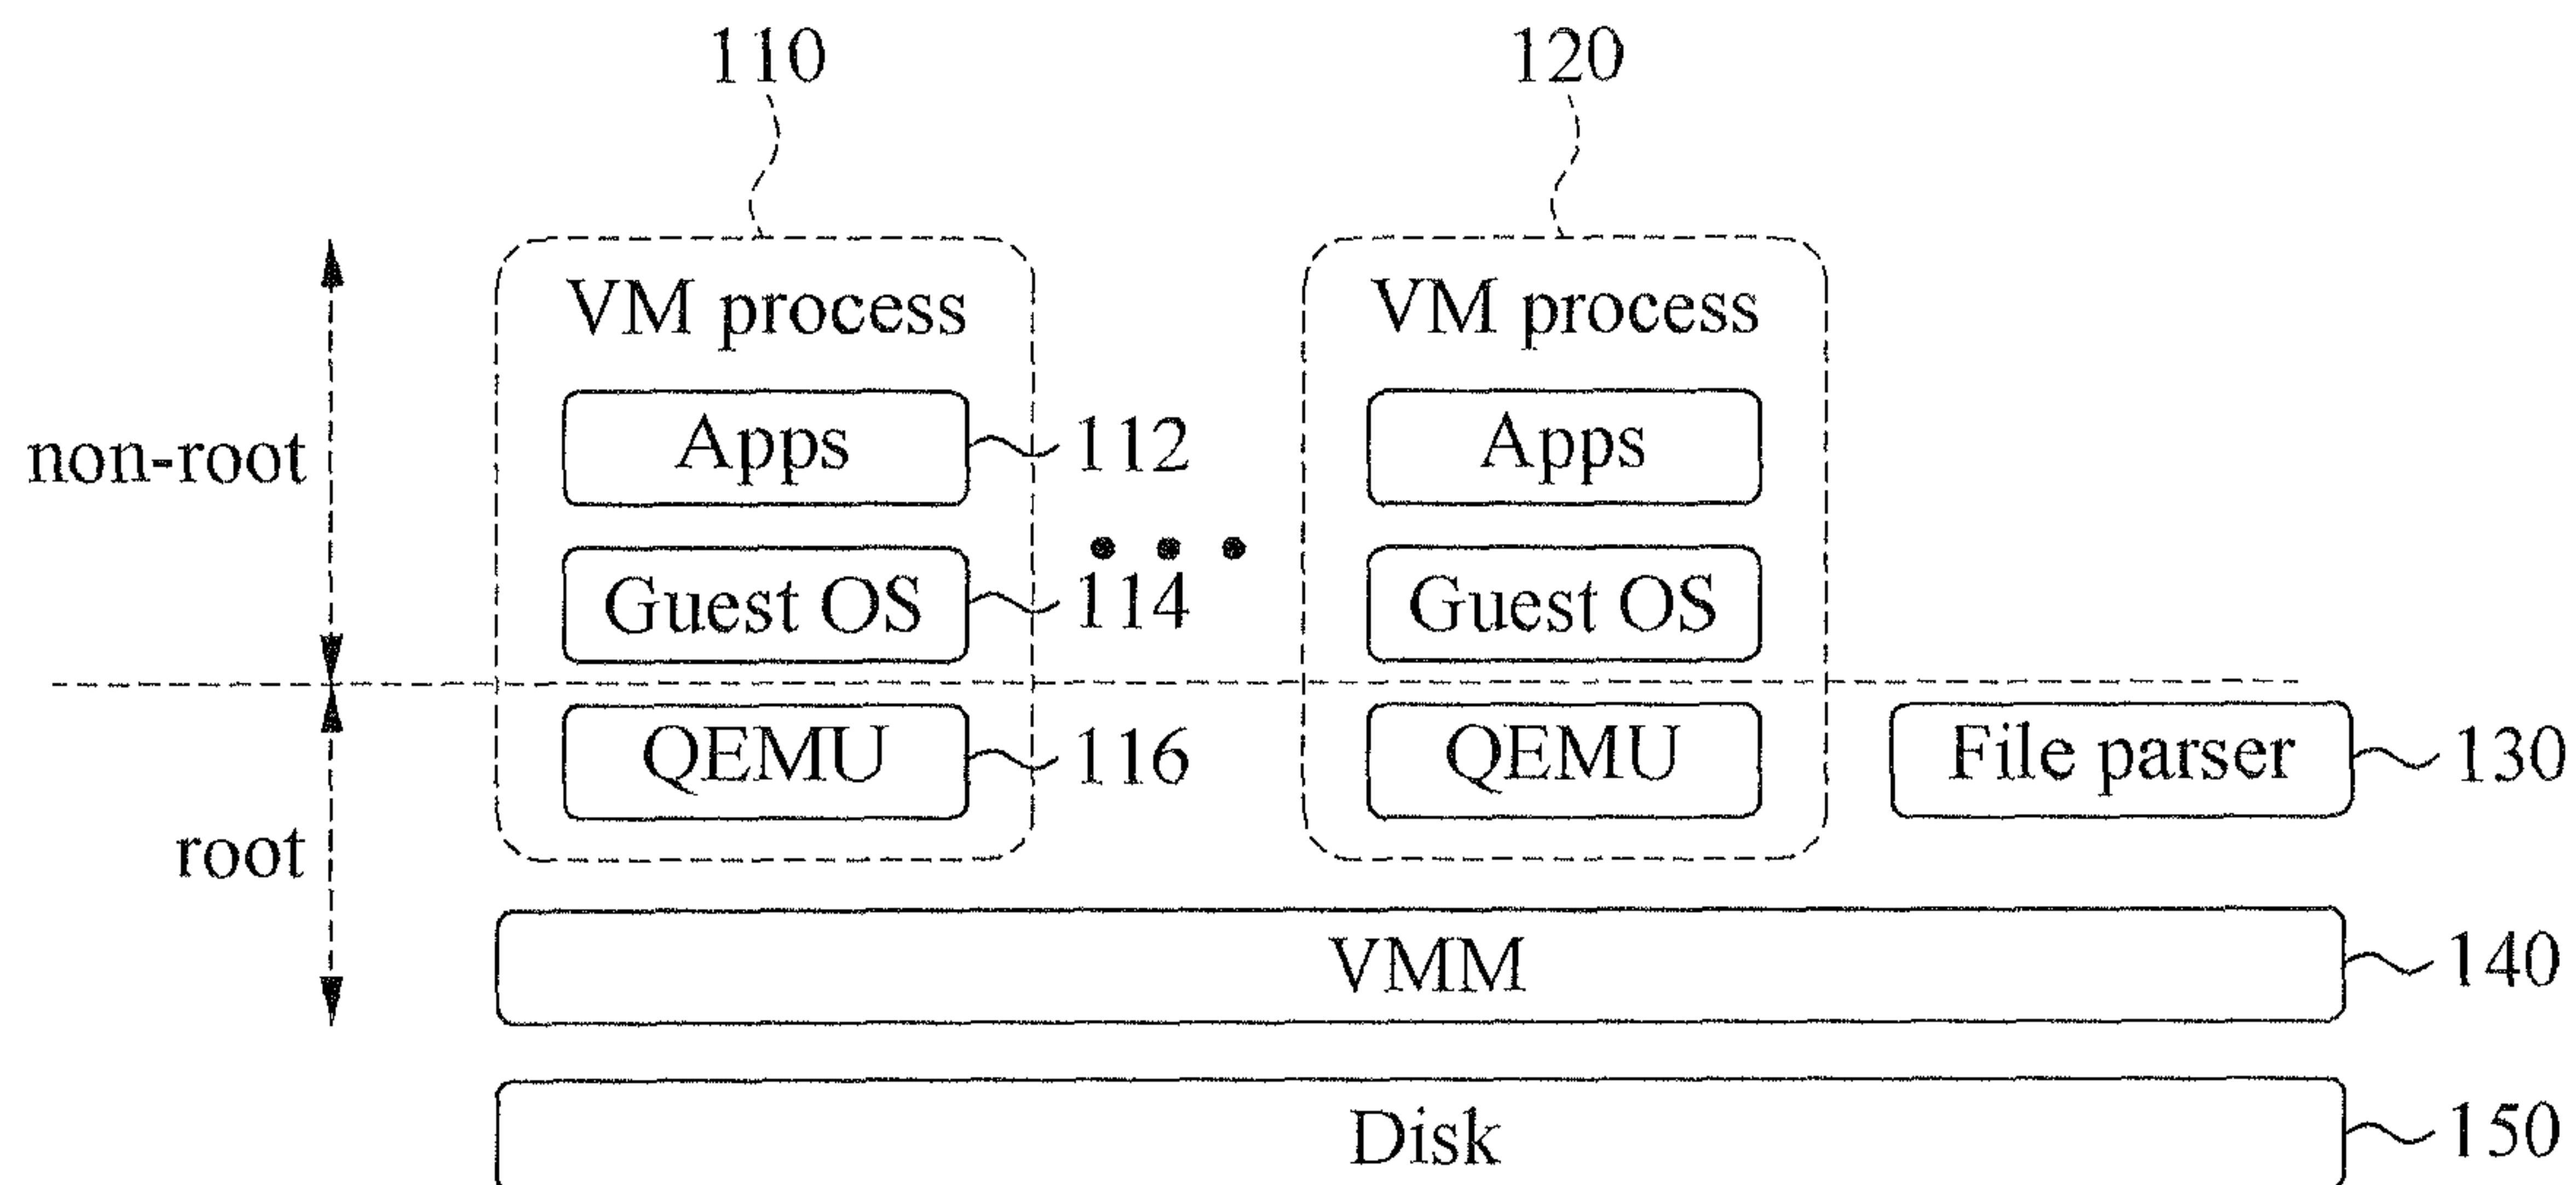 110 120
VM process VM process
Apps 112 Apps
non-root
Guest OS 114 Guest OS
QEMU 116 QEMU File parser 130
root
VMM 140
Disk 150